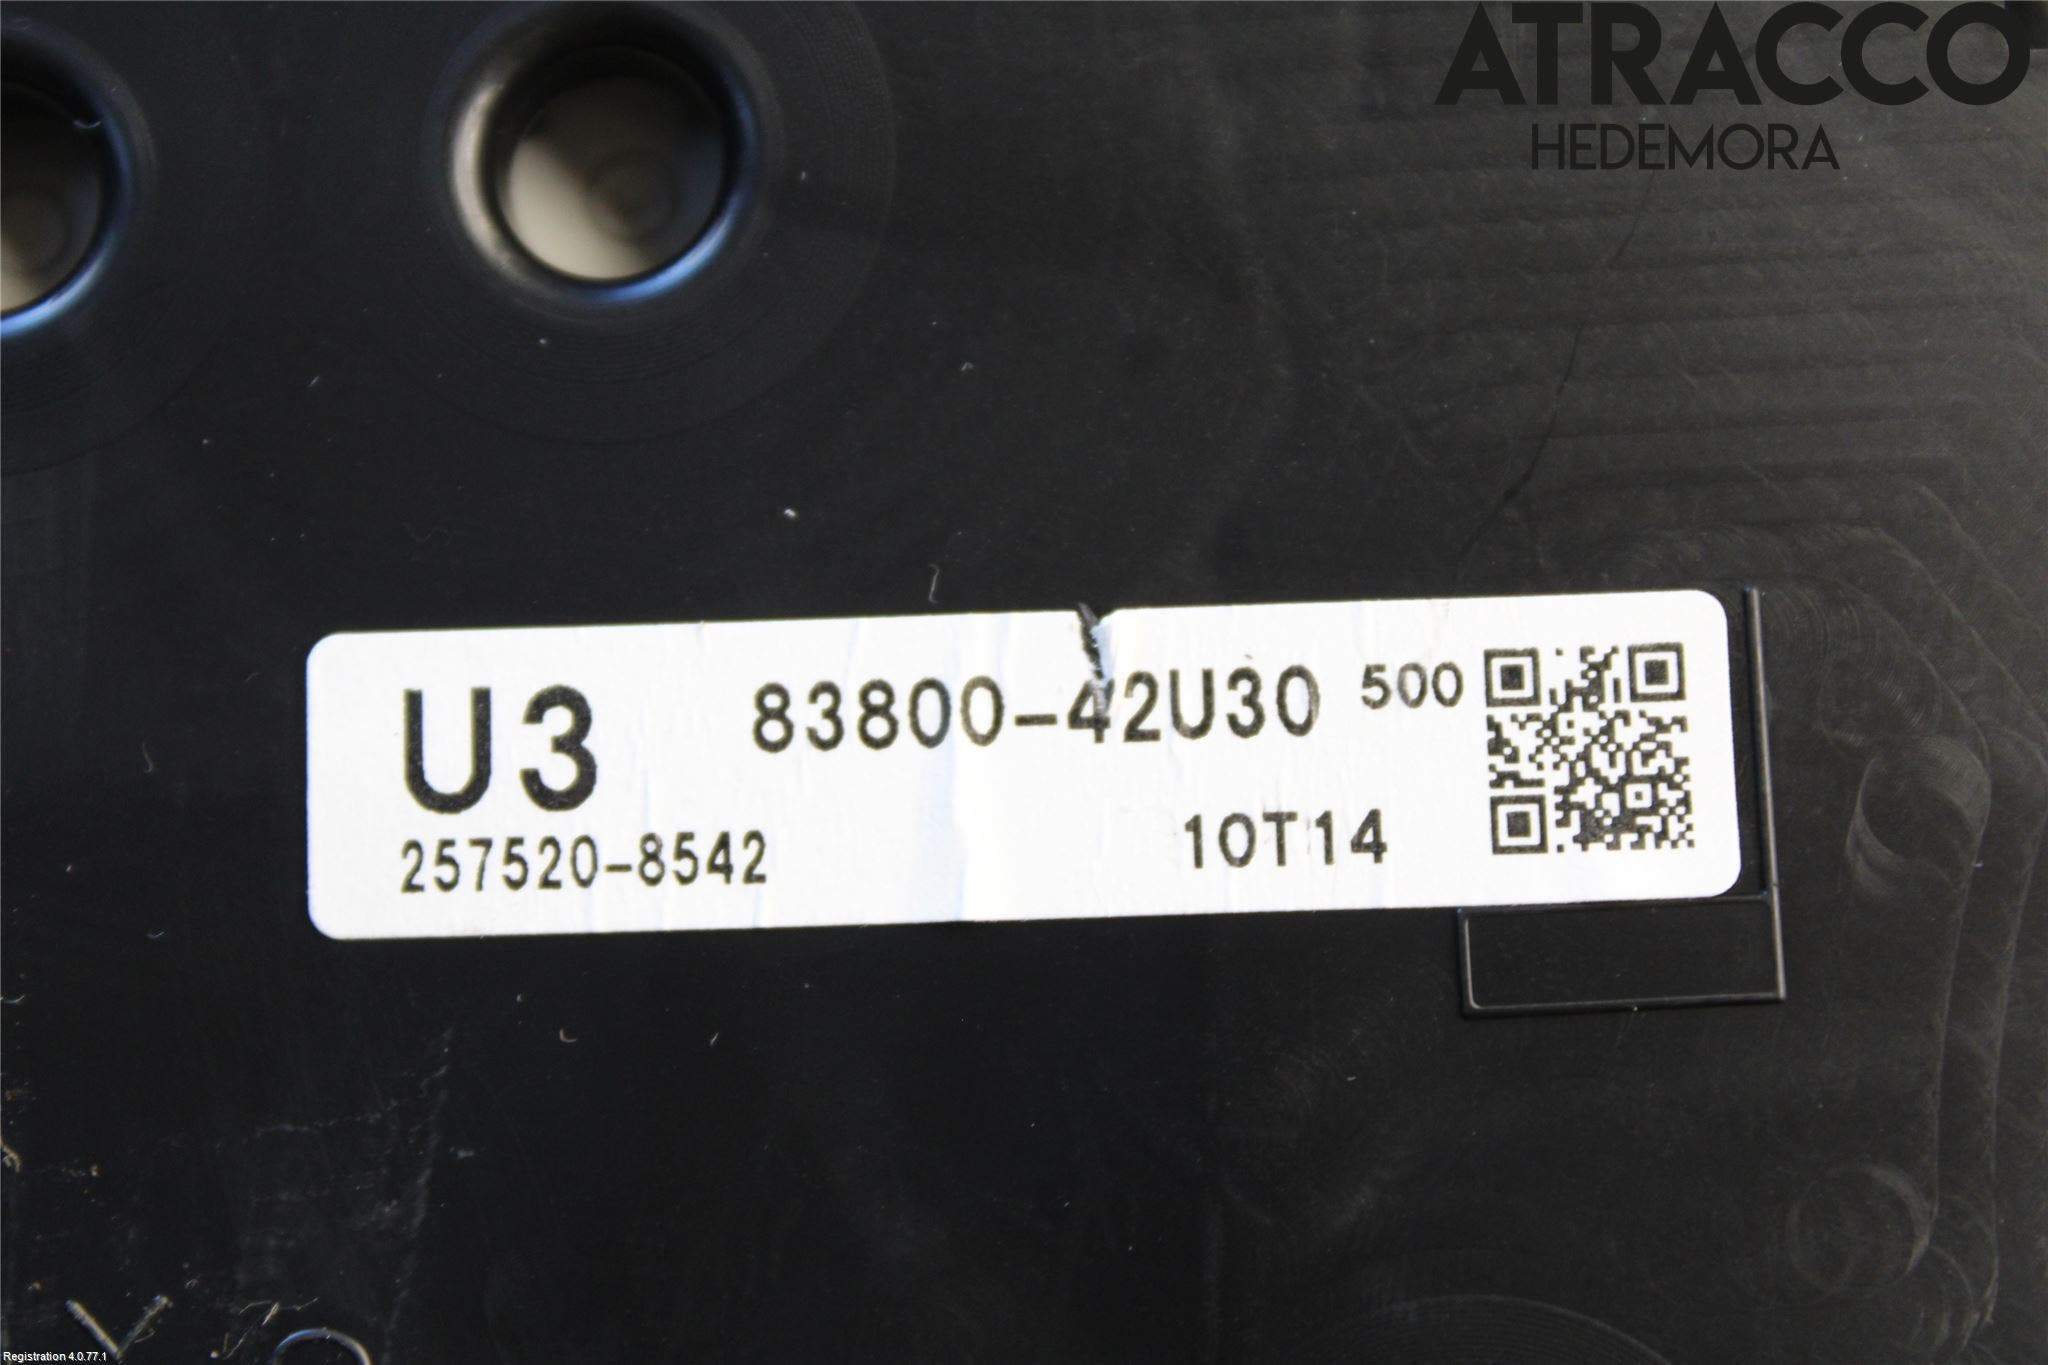 ATRACCO
HEDEMORA
U3 83800-42U30 500
257520-8542 10T14
Registration 4.0.77.1